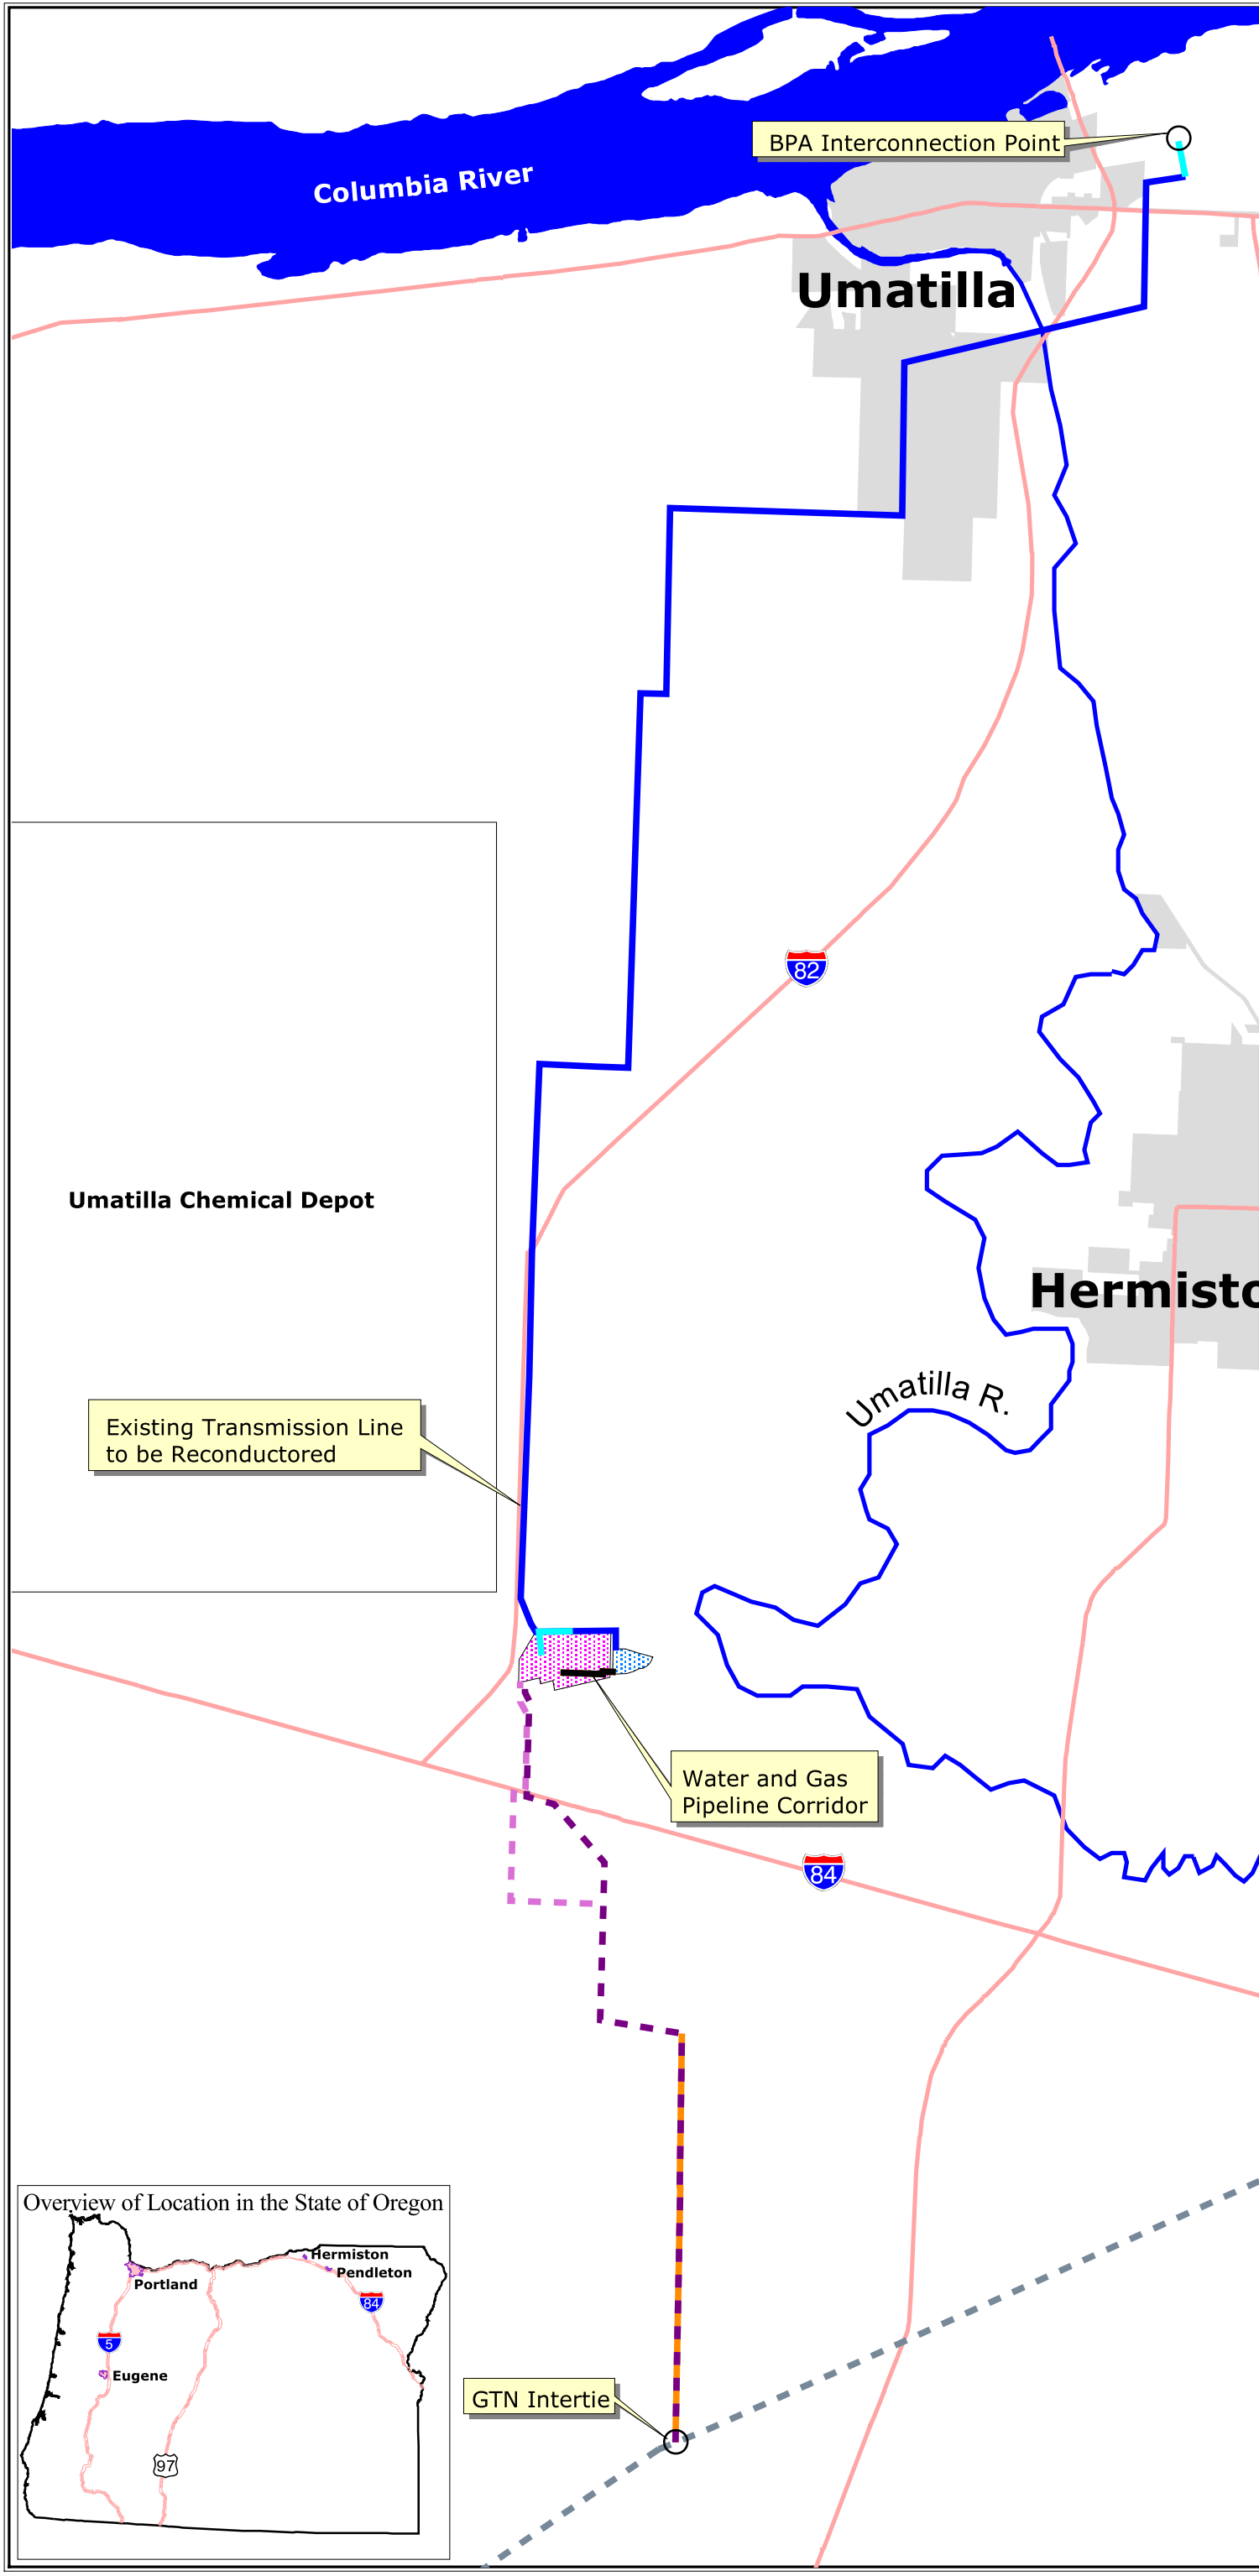 BPA Interconnection Point
Columbia River
Umatilla
82
Umatilla Chemical Depot
Hermisto
Umatilla R.
Existing Transmission Line
to be Reconductored
Water and Gas
Pipeline Corridor
84
Overview of Location in the State of Oregon
Hermiston
Pendleton
Portland
84
5
Eugene
97
GTN Intertie